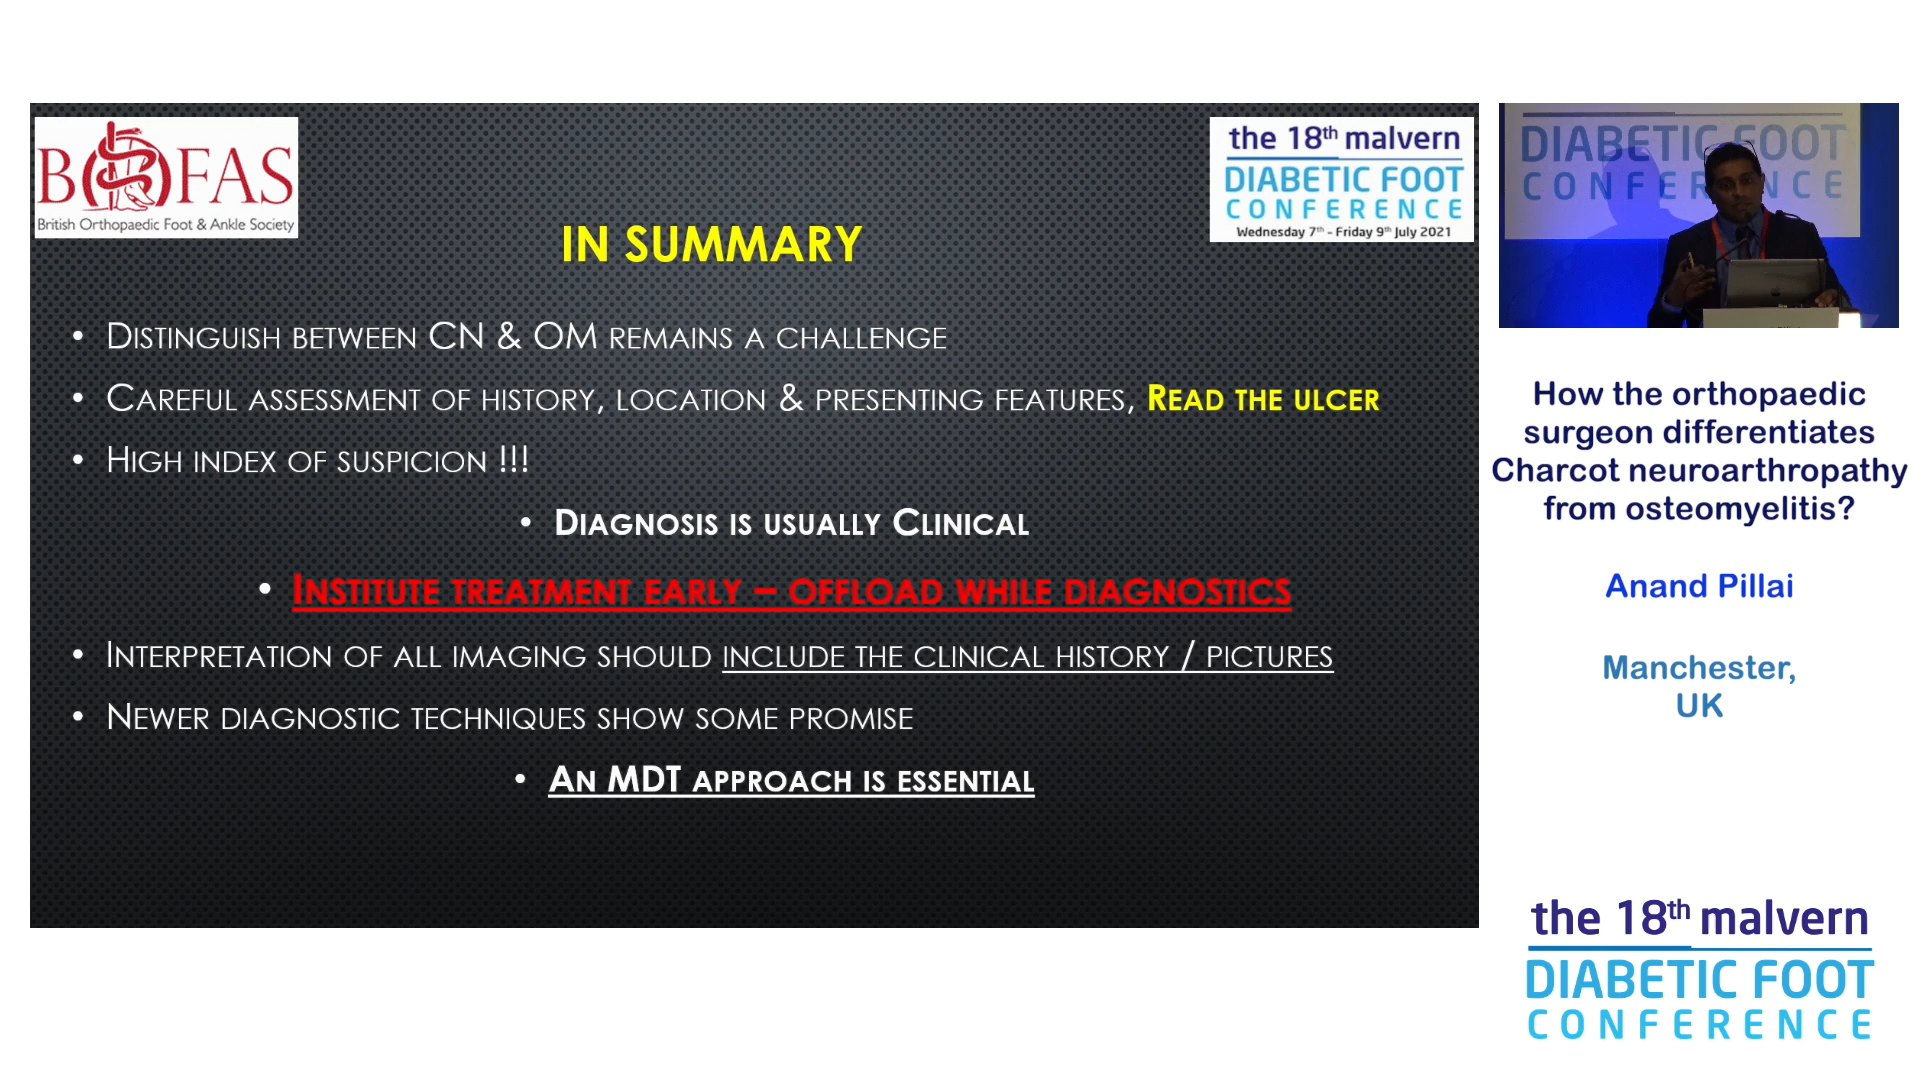 BOFAS
British Orthopaedic Foot & Ankle Society
the 18th malvern
DIABETIC FOOT
CONFERENCE
Wednesday 7th - Friday 9th July 2021
IN SUMMARY
• DISTINGUISH BETWEEN CN & OM REMAINS A CHALLENGE
• CAREFUL ASSESSMENT OF HISTORY, LOCATION & PRESENTING FEATURES, READ THE ULCER
• HIGH INDEX OF SUSPICION !!!
• DIAGNOSIS IS USUALLY CLINICAL
• INSTITUTE TREATMENT EARLY – OFFLOAD WHILE DIAGNOSTICS
• INTERPRETATION OF ALL IMAGING SHOULD INCLUDE THE CLINICAL HISTORY / PICTURES
• NEWER DIAGNOSTIC TECHNIQUES SHOW SOME PROMISE
• AN MDT APPROACH IS ESSENTIAL
DIABETIC FOOT
CONFERENCE
How the orthopaedic
surgeon differentiates
Charcot neuroarthropathy
from osteomyelitis?
Anand Pillai
Manchester,
UK
the 18th malvern
DIABETIC FOOT
CONFERENCE